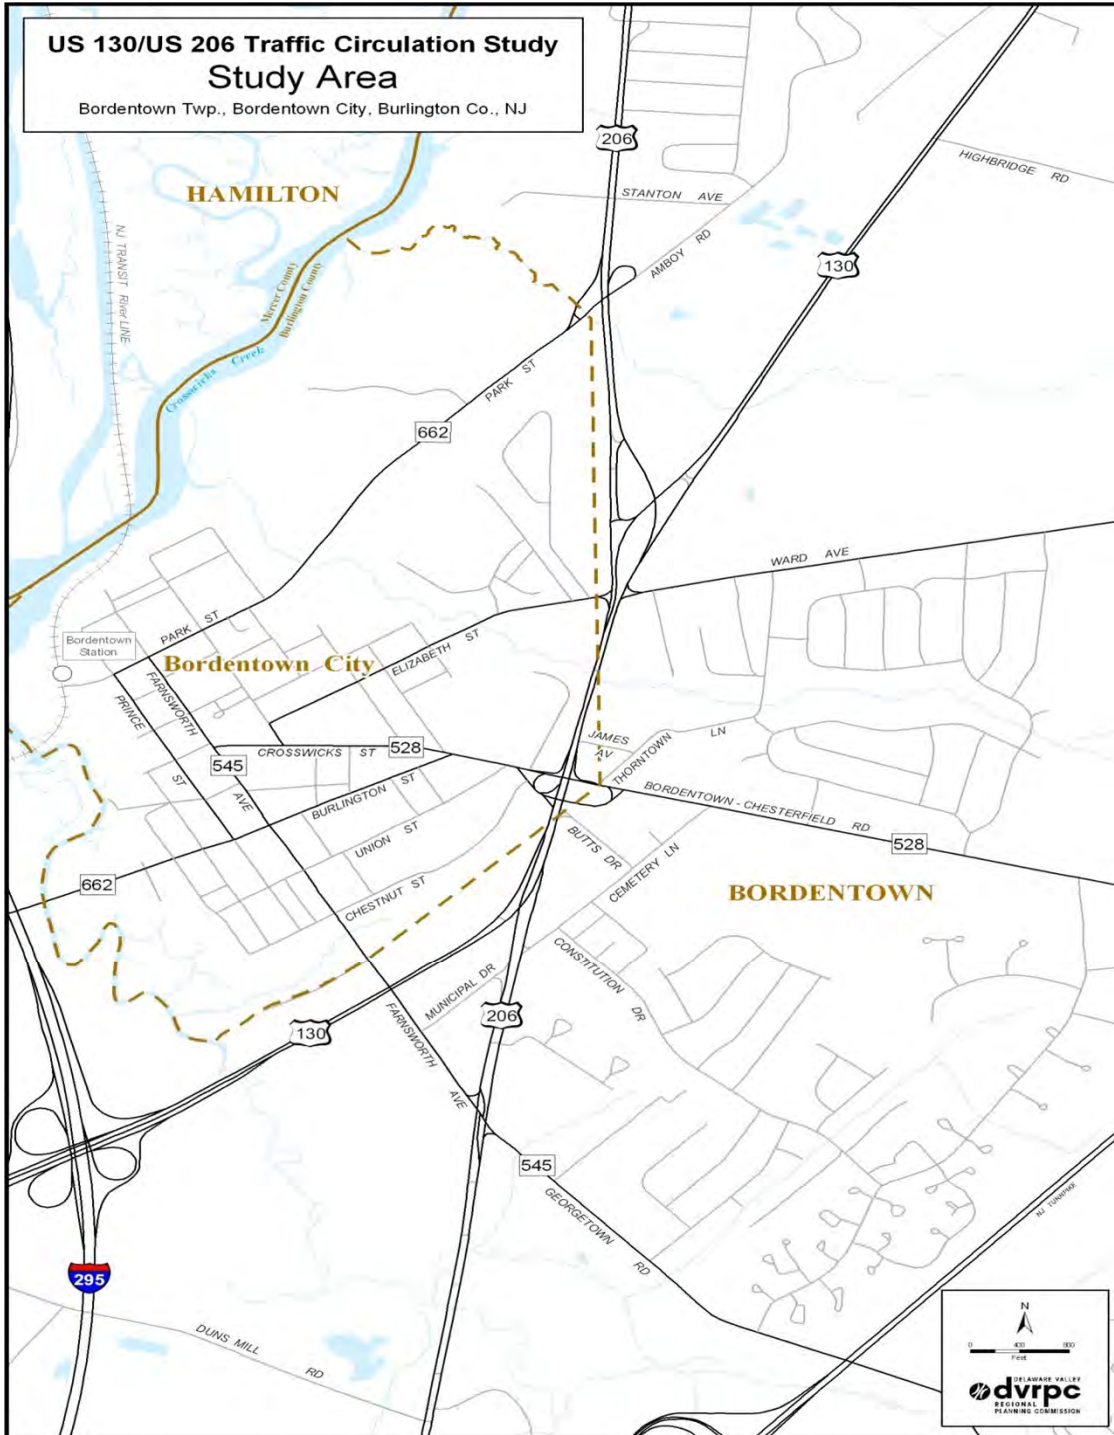 US 130/US 206 Traffic Circulation Study
Study Area
Bordentown Twp., Bordentown City, Burlington Co., NJ
206
HIGHBRIDGE RD
HAMILTON
STANTON AVE
NJ TRANSIT River LINE
AMBOY RD
130
Mercer County
Burlington County
Crosswicks Creek
PARK ST
662
WARD AVE
PARK ST
Bordentown
Station
Bordentown City
ELIZABETH ST
FARNSWORTH AVE
PRINCE ST
JAMES AV
THORNTOWN LN
CROSSWICKS ST
528
545
BORDENTOWN - CHESTERFIELD RD
BURLINGTON ST
BUTTS DR
528
UNION ST
CEMETERY LN
662
CHESTNUT ST
BORDENTOWN
CONSTITUTION DR
MUNICIPAL DR
206
130
FARNSWORTH AVE
545
GEORGETOWN RD
NJ TURNPIKE
295
DUNS MILL RD
N
0 400 800
Feet
DELAWARE VALLEY
dvrpc
REGIONAL
PLANNING COMMISSION